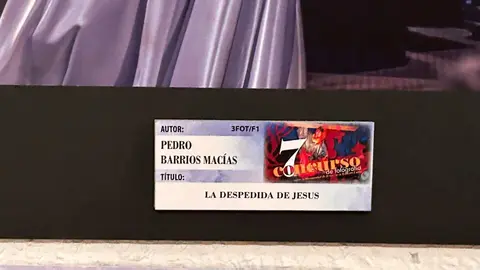 AUTOR:
3FOT/F1
PEDRO
BARRIOS MACÍAS
TÍTULO:
7
concurso
de fotografía
LA DESPEDIDA DE JESUS